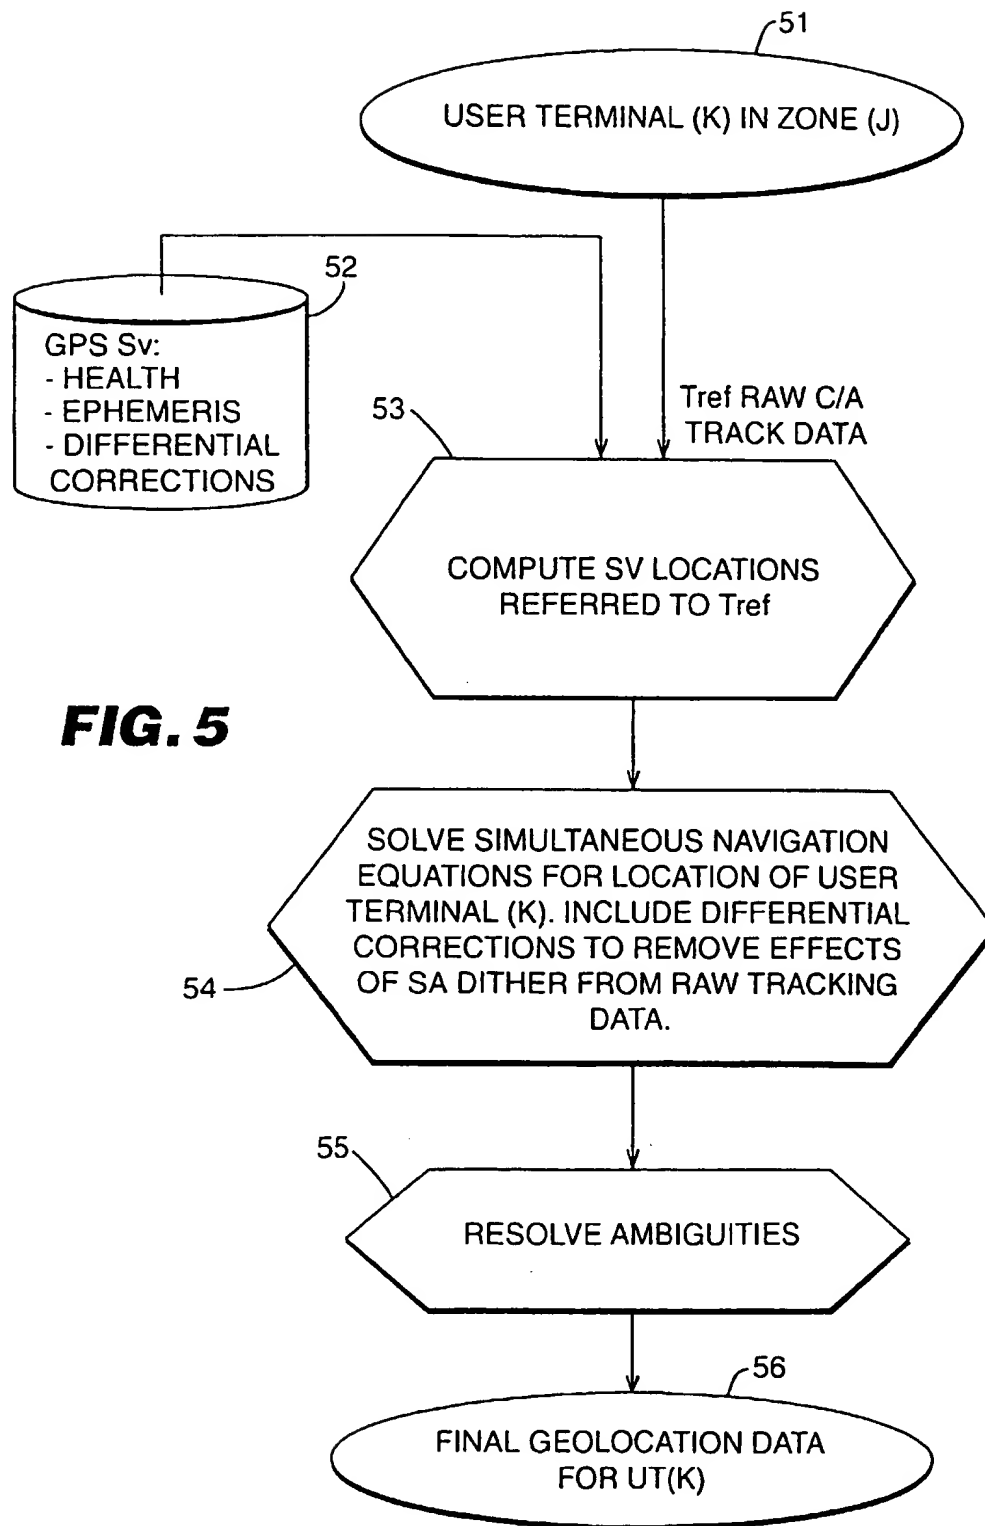 51
USER TERMINAL (K) IN ZONE (J)
52
GPS Sv:
- HEALTH
- EPHEMERIS
- DIFFERENTIAL
CORRECTIONS
53
Tref RAW C/A
TRACK DATA
COMPUTE SV LOCATIONS
REFERRED TO Tref
FIG. 5
SOLVE SIMULTANEOUS NAVIGATION
EQUATIONS FOR LOCATION OF USER
TERMINAL (K). INCLUDE DIFFERENTIAL
CORRECTIONS TO REMOVE EFFECTS
OF SA DITHER FROM RAW TRACKING
DATA.
54
55
RESOLVE AMBIGUITIES
56
FINAL GEOLOCATION DATA
FOR UT(K)